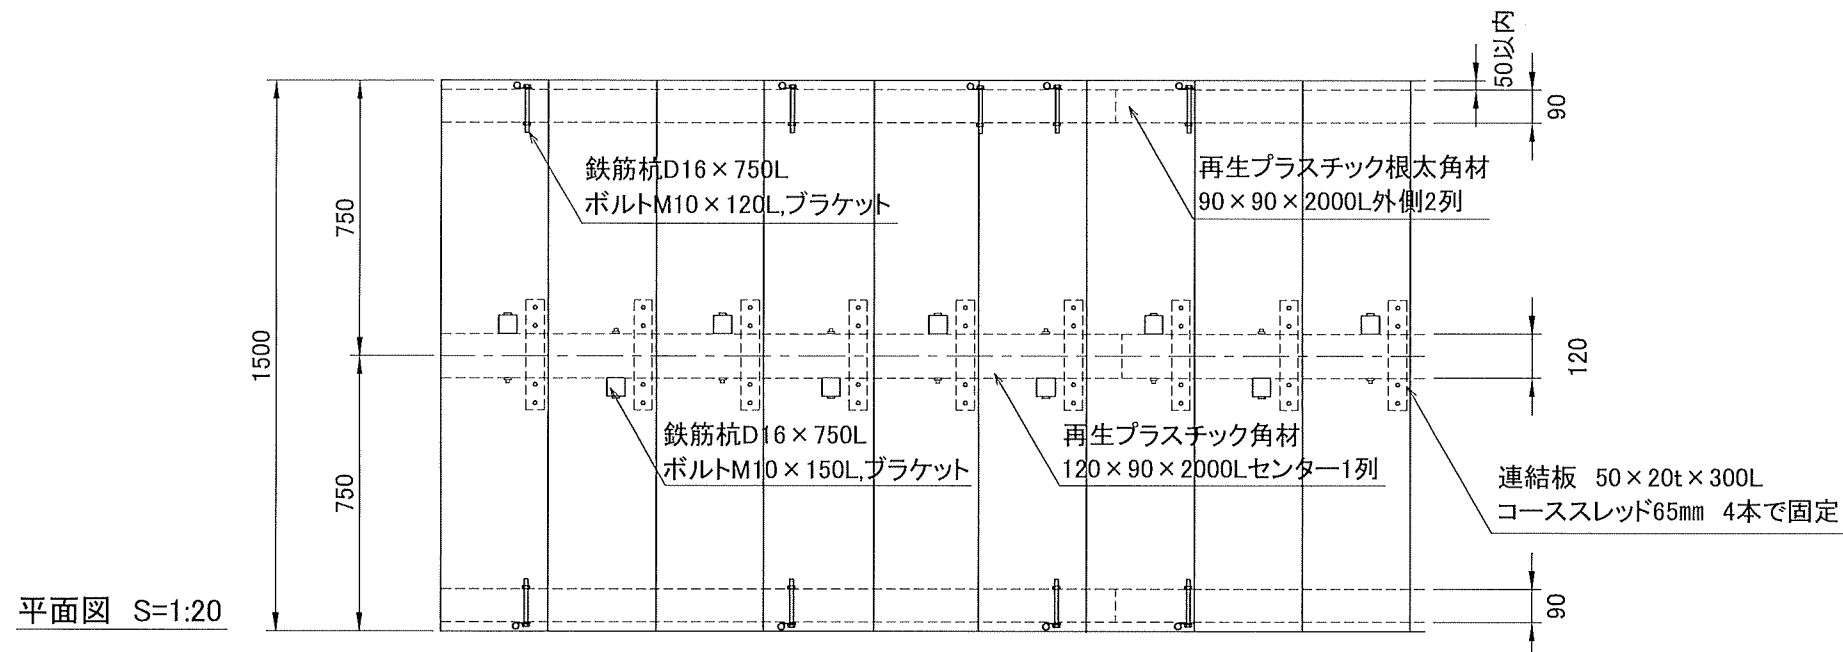 50以内
90
鉄筋杭D16×750L
ボルトM10×120L,ブラケット
再生プラスチック根太角材
90×90×2000L外側2列
750
1500
120
鉄筋杭D16×750L
ボルトM10×150L,ブラケット
再生プラスチック角材
120×90×2000Lセンター1列
連結板 50×20t×300L
コーススレッド65mm 4本で固定
750
90
平面図 S=1:20